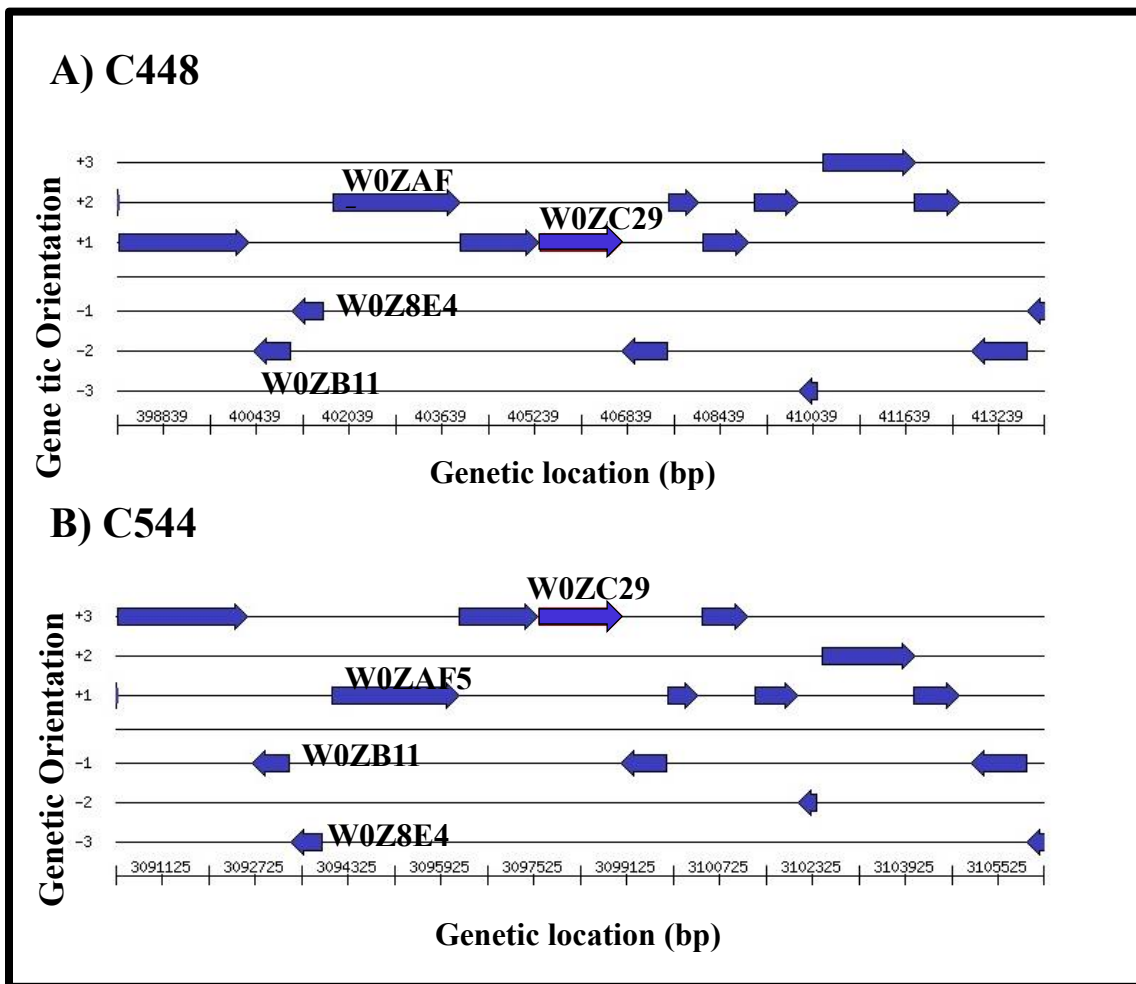 A) C448
+3
W0ZAF
+2
W0ZC29
+1
-1
W0Z8E4
-2
W0ZB11
-3
398839 400439 402039 403639 405239 406839 408439 410039 411639 413239
Gene tic Orientation
Genetic location (bp)
B) C544
W0ZC29
+3
+2
W0ZAF5
+1
W0ZB11
-1
-2
W0Z8E4
-3
3091125 3092725 3094325 3095925 3097525 3099125 3100725 3102325 3103925 3105525
Genetic Orientation
Genetic location (bp)